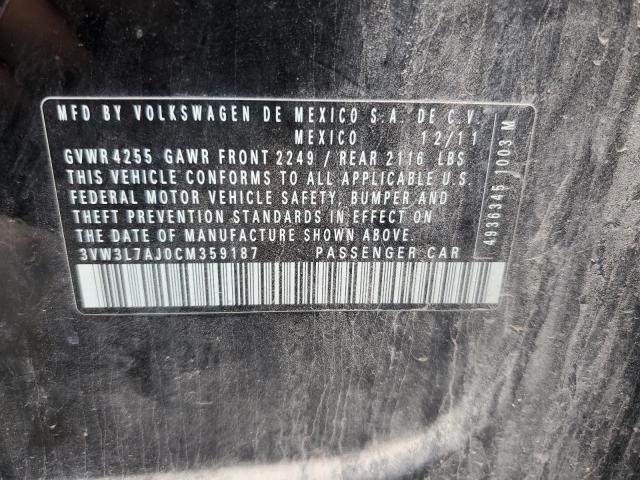 MFD BY VOLKSWAGEN DE MEXICO S.A. DE C.V.
MEXICO 12/11
GVWR 4255 GAWR FRONT 2249 / REAR 2116 LBS
THIS VEHICLE CONFORMS TO ALL APPLICABLE U.S
FEDERAL MOTOR VEHICLE SAFETY, BUMPER AND
THEFT PREVENTION STANDARDS IN EFFECT ON
THE DATE OF MANUFACTURE SHOWN ABOVE.
3VW3L7AJ0CM359187 PASSENGER CAR
4936345 1003 M